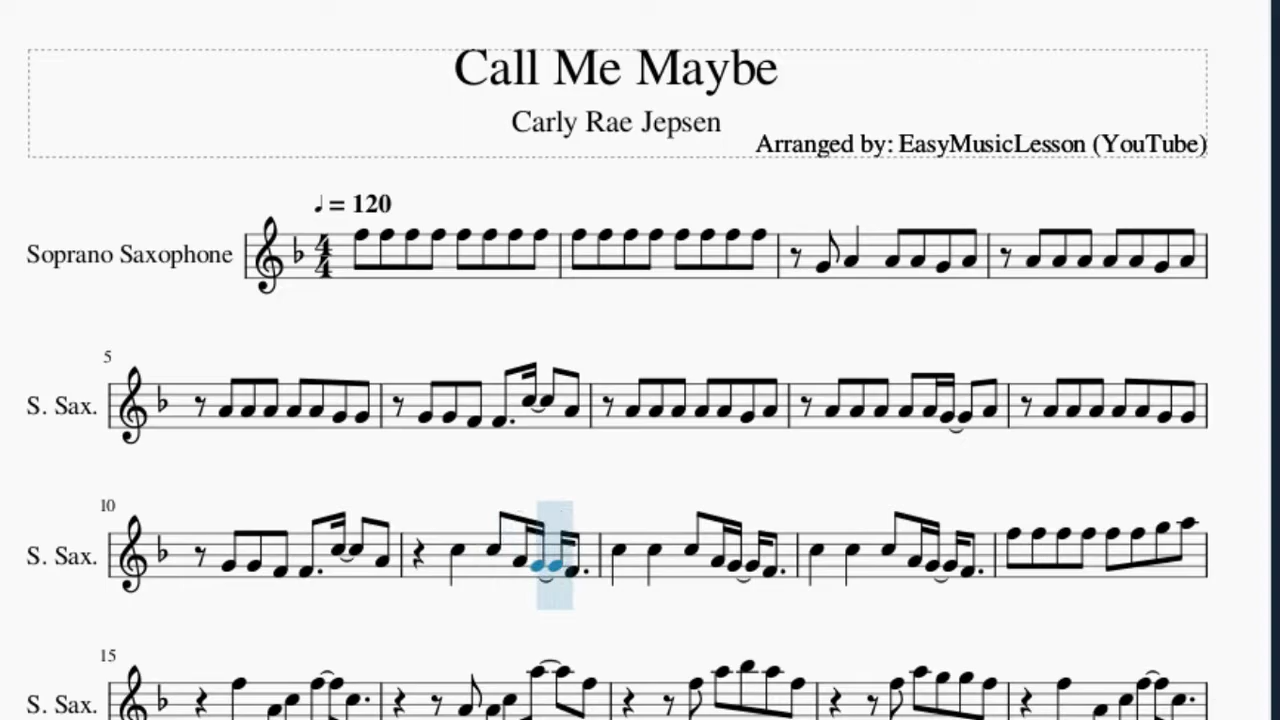 Call Me Maybe
Carly Rae Jepsen
Arranged by: EasyMusicLesson (YouTube)
♩ = 120
Soprano Saxophone
4
4
5
S. Sax.
10
S. Sax.
15
S. Sax.